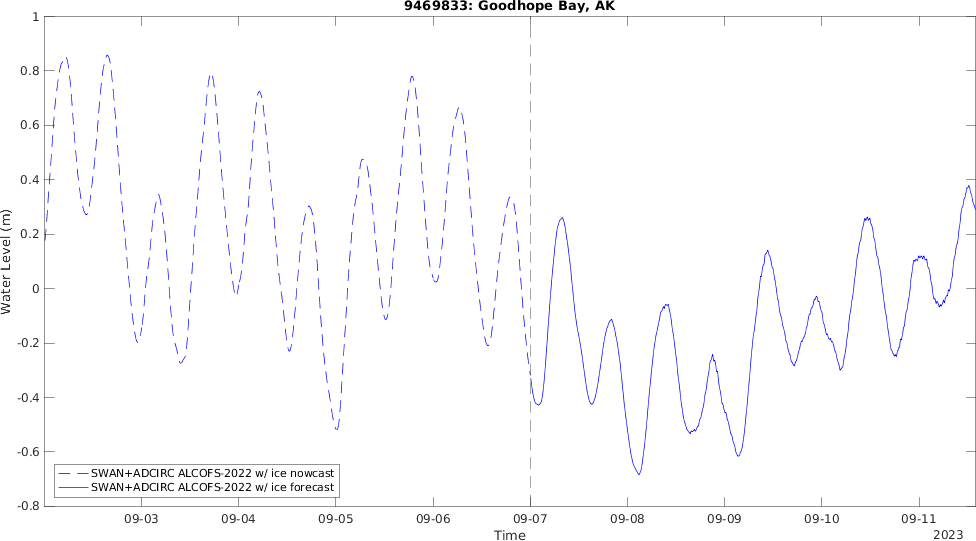 9469833: Goodhope Bay, AK
Water Level (m)
1
0.8
0.6
0.4
0.2
0
-0.2
-0.4
-0.6
-0.8
SWAN+ADCIRC ALCOFS-2022 w/ ice nowcast
SWAN+ADCIRC ALCOFS-2022 w/ ice forecast
09-03 09-04 09-05 09-06 09-07 09-08 09-09 09-10 09-11
Time
2023